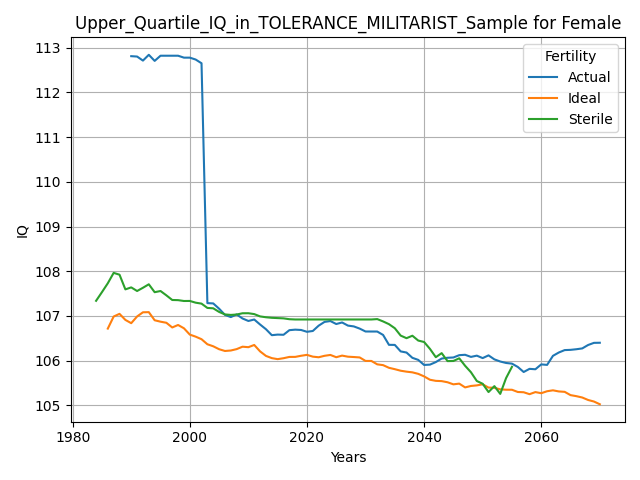 Upper_Quartile_IQ_in_TOLERANCE_MILITARIST_Sample for Female
Fertility
Actual
Ideal
Sterile
113
112
111
110
109
108
107
106
105
IQ
1980
2000
2020
2040
2060
Years